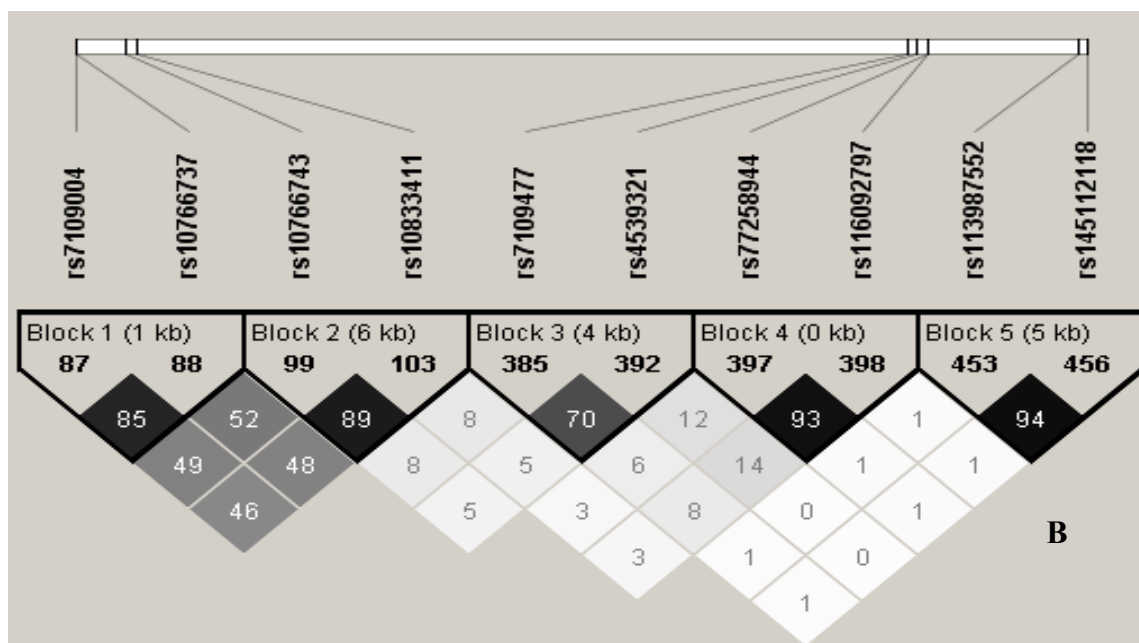 rs7109004 rs10766737 rs10766743 rs10833411 rs7109477 rs4539321 rs77258944 rs116092797 rs113987552 rs145112118
Block 1 (1 kb) Block 2 (6 kb) Block 3 (4 kb) Block 4 (0 kb) Block 5 (5 kb)
87 88 99 103 385 392 397 398 453 456
85 52 89 8 70 12 93 1 94
49 48 8 5 6 14 1 1
46 5 3 8 0 1
B
3 1 0
1